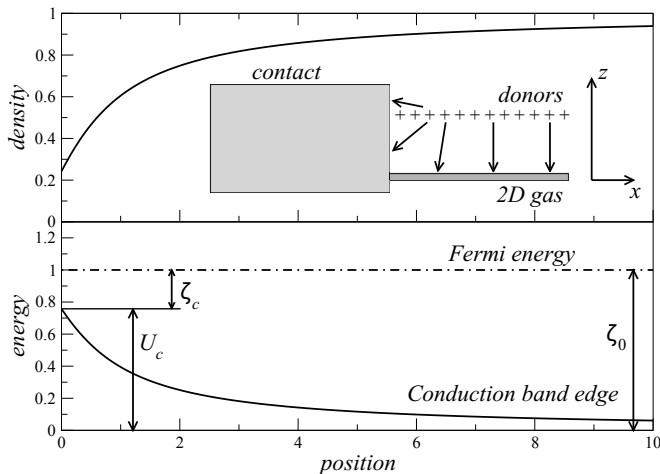 1
0.8
0.6
0.4
0.2
0
density
contact
donors
+ + + + + + + + + + + + + +
2D gas
z
x
1.2
1
0.8
0.6
0.4
0.2
0
energy
Fermi energy
ζc
Uc
ζ0
Conduction band edge
0 2 4 6 8 10
position